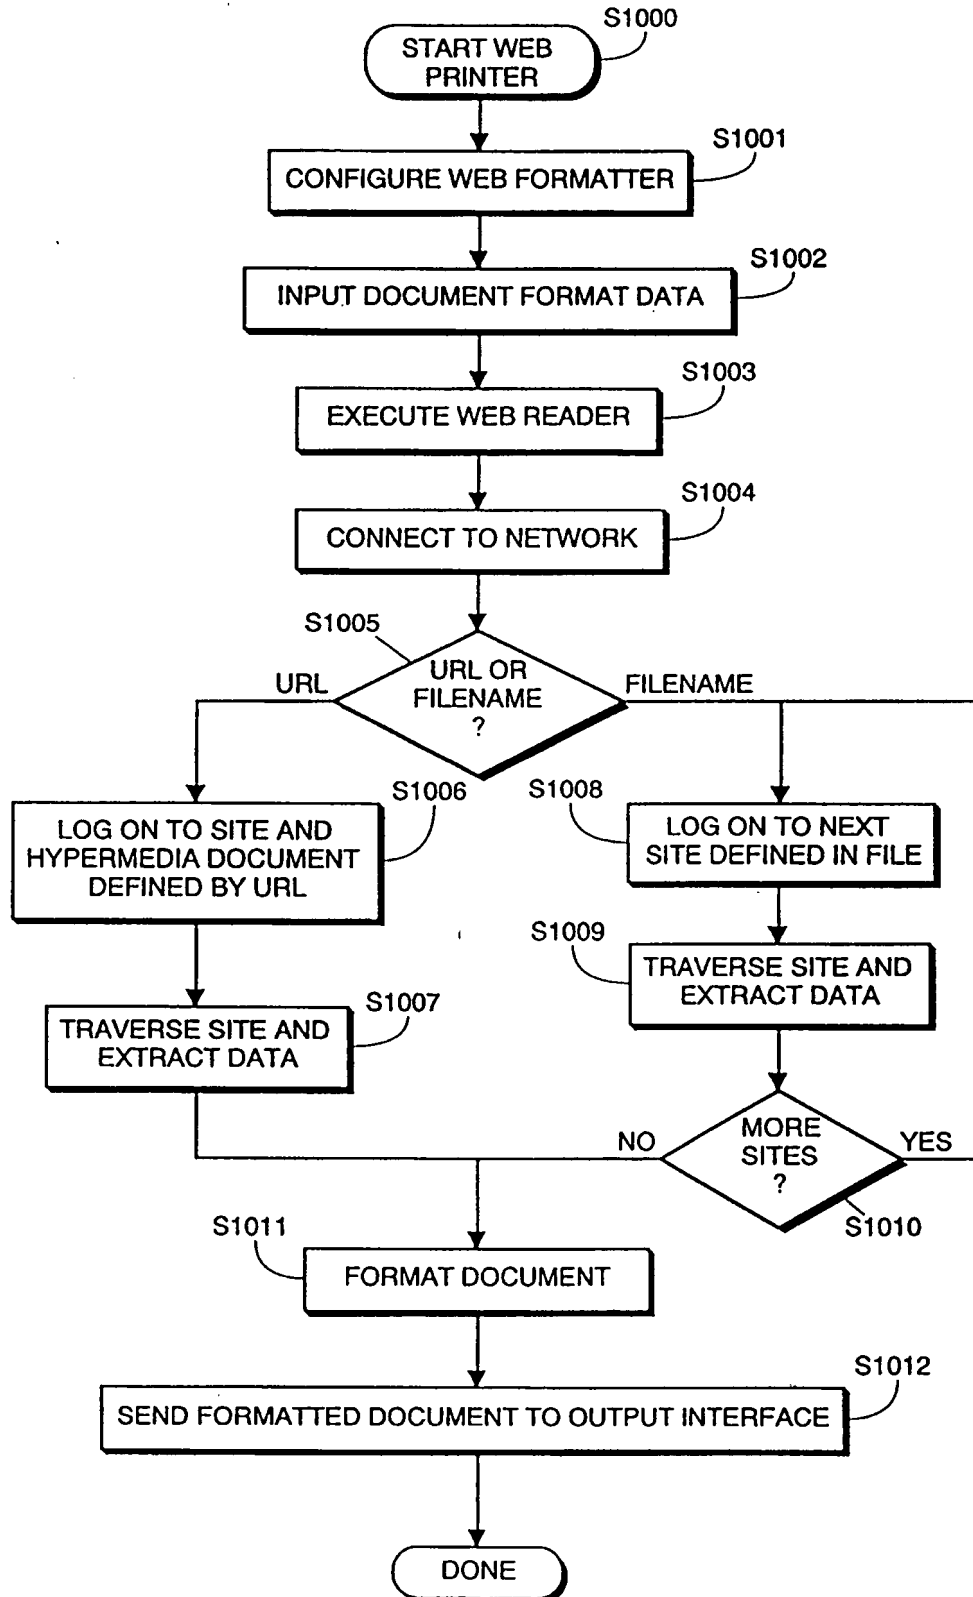 S1000
START WEB
PRINTER
S1001
CONFIGURE WEB FORMATTER
S1002
INPUT DOCUMENT FORMAT DATA
S1003
EXECUTE WEB READER
S1004
CONNECT TO NETWORK
S1005
URL OR
FILENAME
?
URL
FILENAME
S1006
LOG ON TO SITE AND
HYPERMEDIA DOCUMENT
DEFINED BY URL
S1007
TRAVERSE SITE AND
EXTRACT DATA
S1008
LOG ON TO NEXT
SITE DEFINED IN FILE
S1009
TRAVERSE SITE AND
EXTRACT DATA
MORE
SITES
?
NO
YES
S1010
S1011
FORMAT DOCUMENT
S1012
SEND FORMATTED DOCUMENT TO OUTPUT INTERFACE
DONE